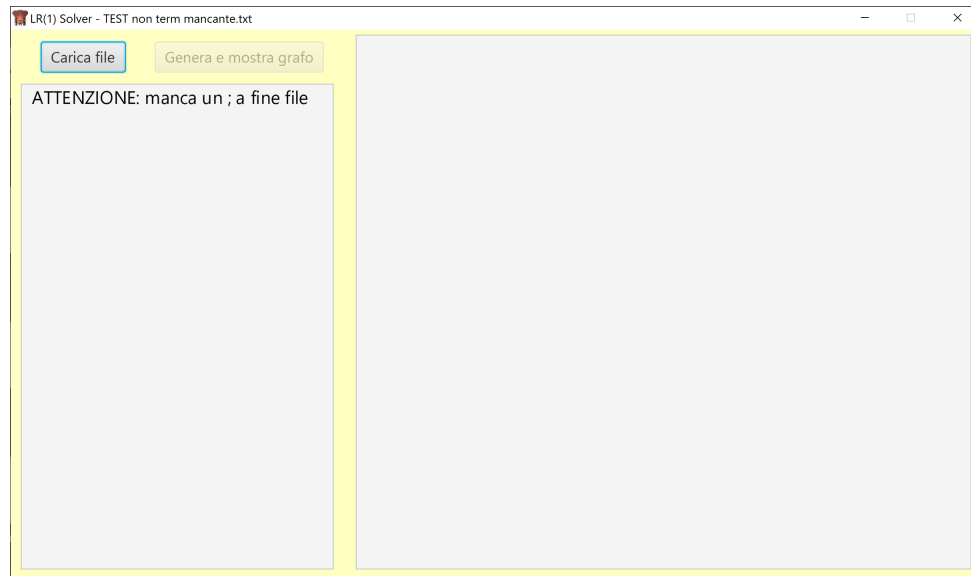 LR(1) Solver - TEST non term mancante.txt
Carica file
Genera e mostra grafo
ATTENZIONE: manca un ; a fine file